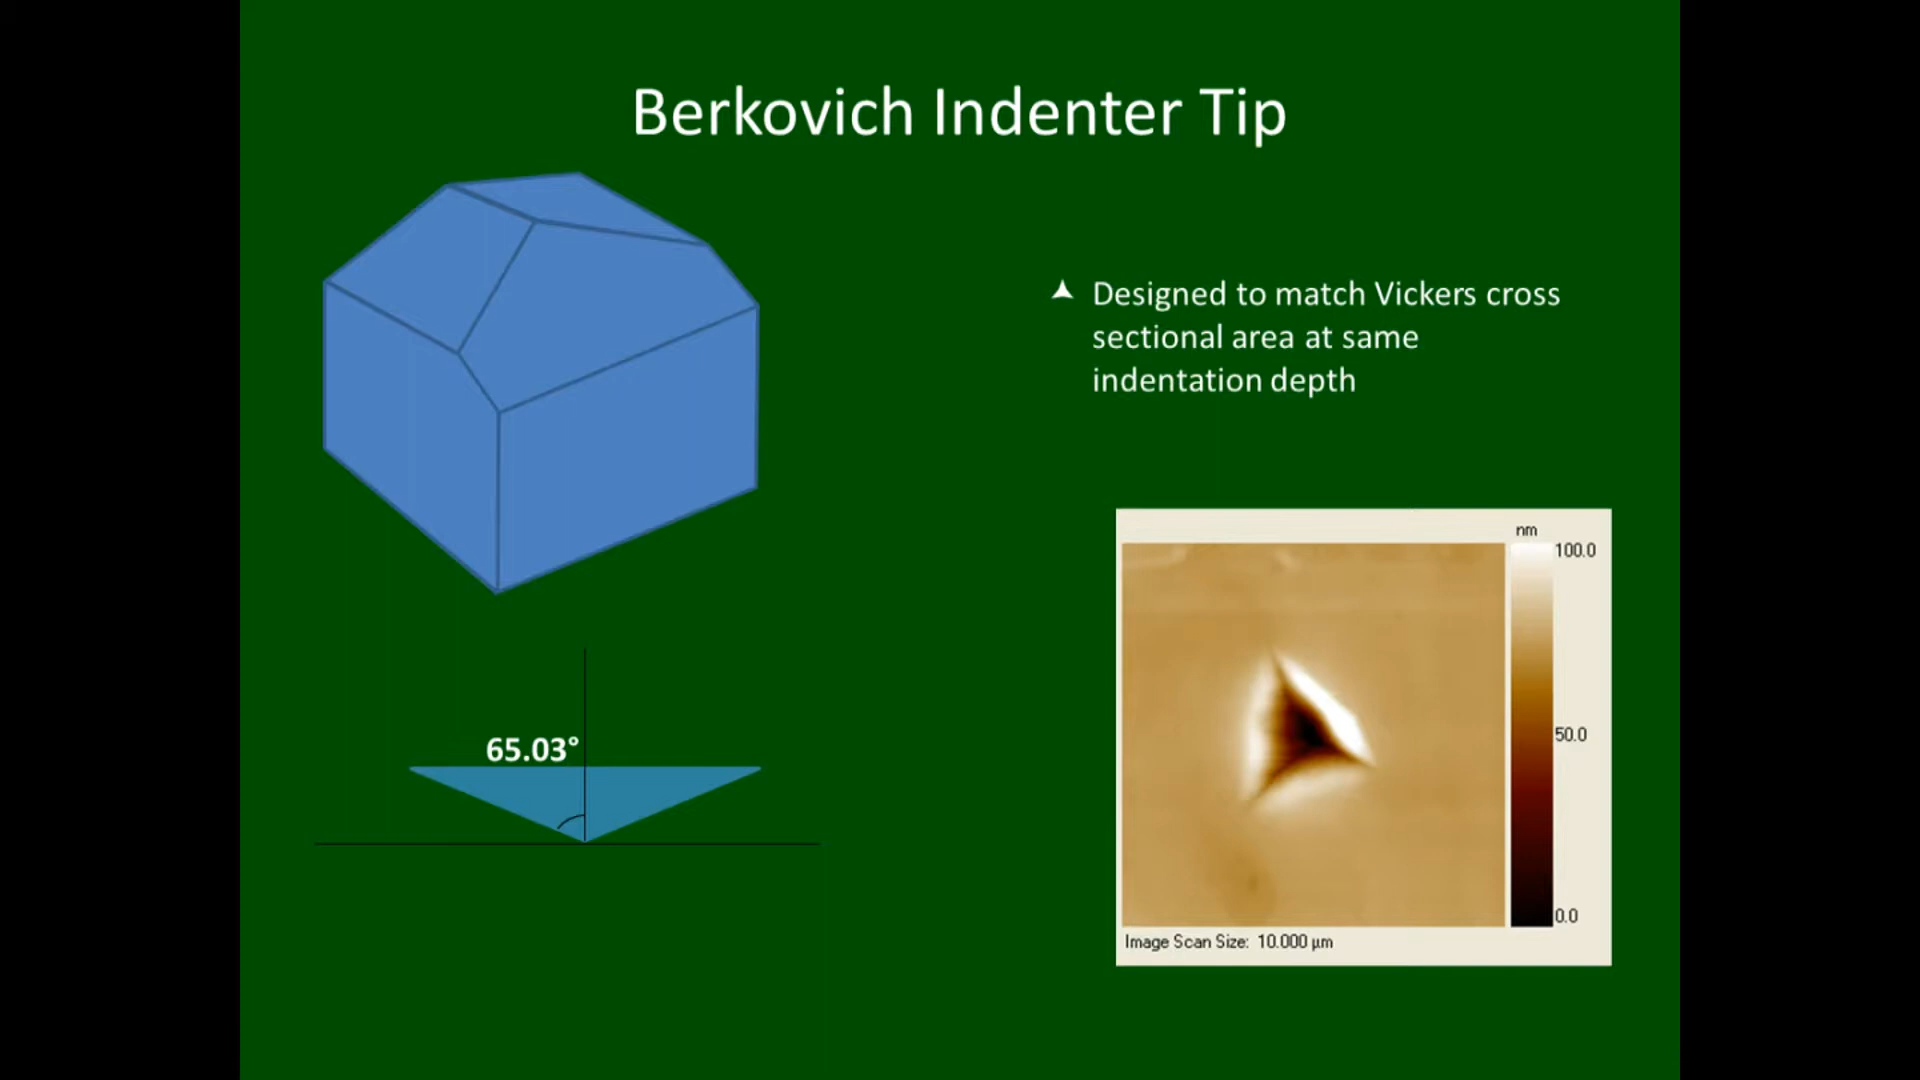 Berkovich Indenter Tip
Designed to match Vickers cross
sectional area at same
indentation depth
65.03°
nm
100.0
50.0
0.0
Image Scan Size: 10.000 µm